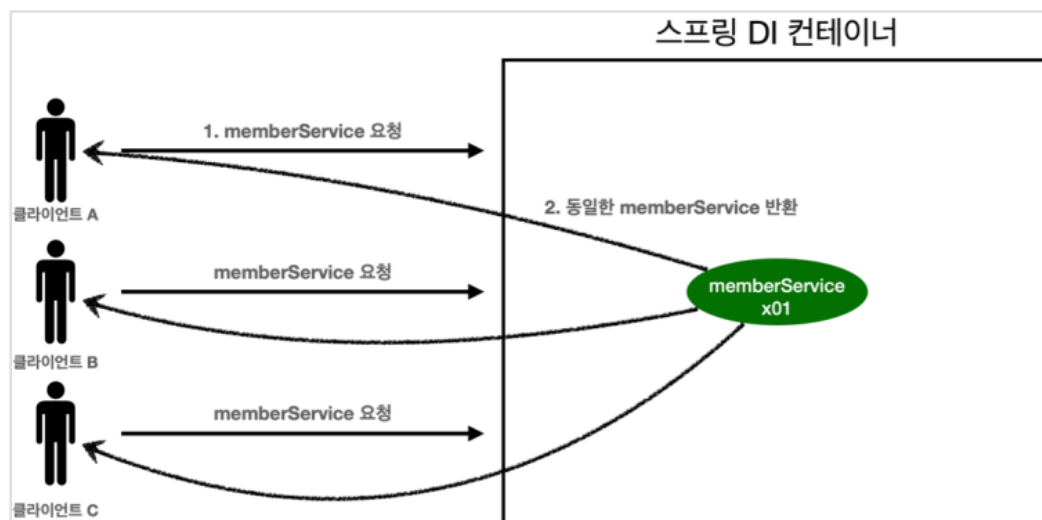 스프링 DI 컨테이너
1. memberService 요청
클라이언트 A
2. 동일한 memberService 반환
memberService 요청
memberService
x01
클라이언트 B
memberService 요청
클라이언트 C